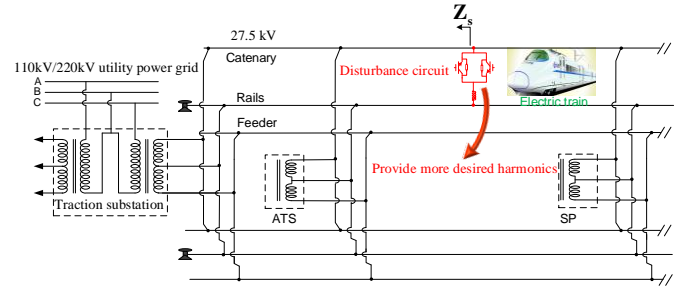 Zs
27.5 kV
Catenary
110kV/220kV utility power grid
A
B
C
Disturbance circuit
Electric train
Rails
Feeder
Provide more desired harmonics
Traction substation
ATS
SP